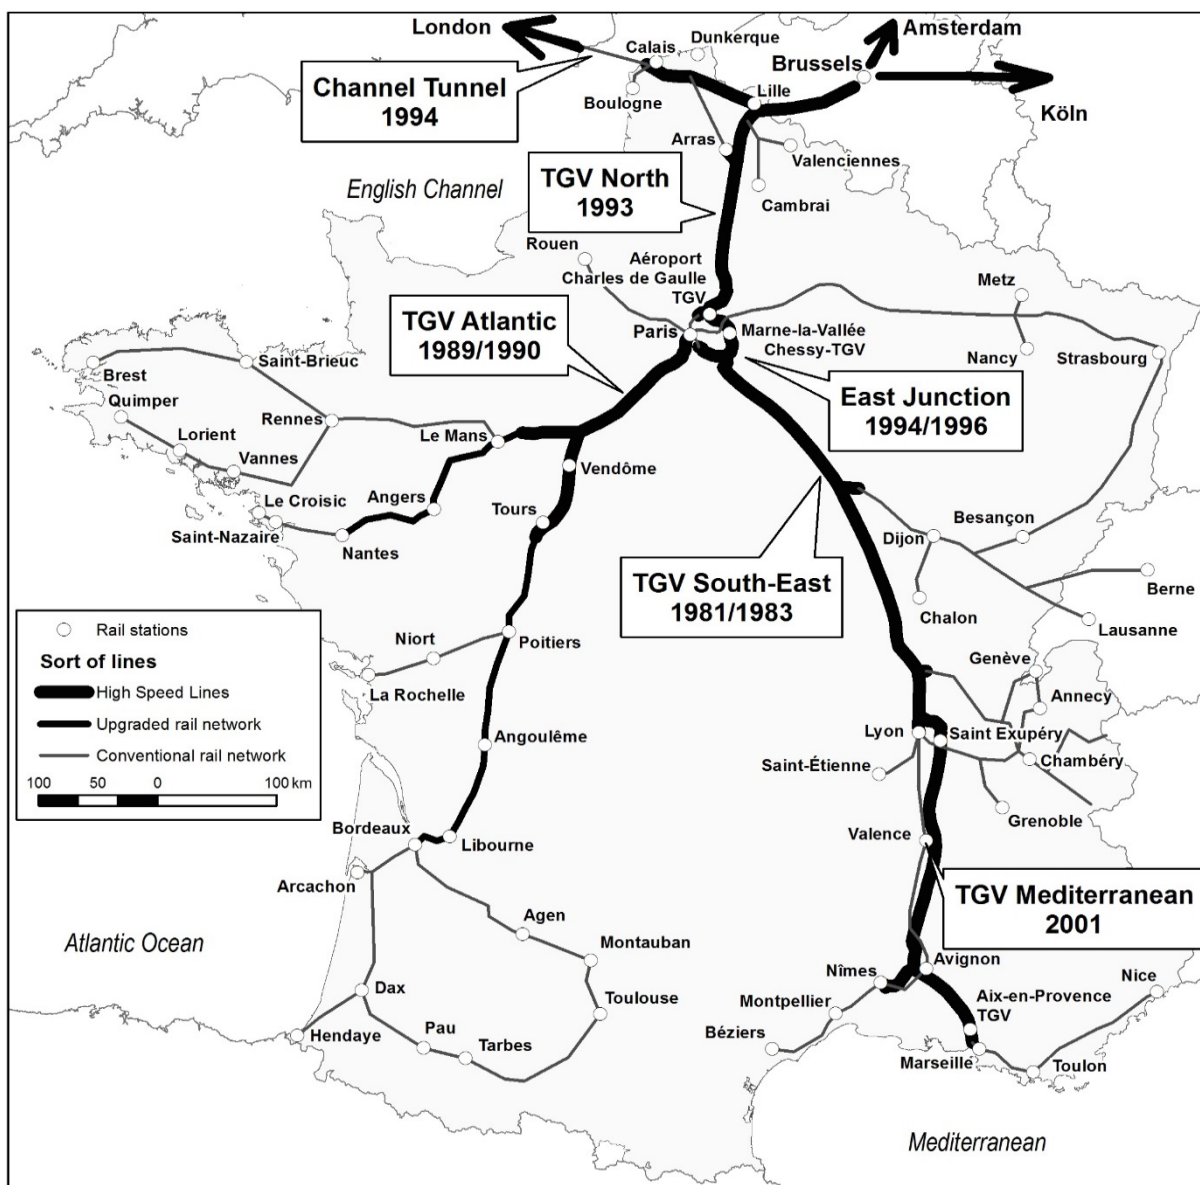 London
Amsterdam
Dunkerque
Calais
Brussels
Channel Tunnel
1994
Boulogne
Lille
Köln
Arras
Valenciennes
English Channel
TGV North
1993
Cambrai
Rouen
Aéroport
Charles de Gaulle
TGV
Metz
TGV Atlantic
1989/1990
Paris
Marne-la-Vallée
Chessy-TGV
Nancy
Strasbourg
Saint-Brieuc
Brest
Quimper
East Junction
1994/1996
Rennes
Le Mans
Lorient
Vannes
Vendôme
Le Croisic
Angers
Tours
Saint-Nazaire
Nantes
Besançon
Dijon
TGV South-East
1981/1983
Berne
Chalon
Lausanne
Rail stations
Sort of lines
High Speed Lines
Upgraded rail network
Conventional rail network
100 50 0 100 km
Niort
Poitiers
La Rochelle
Genève
Annecy
Angoulême
Lyon
Saint Exupéry
Saint-Étienne
Chambéry
Grenoble
Bordeaux
Libourne
Valence
Arcachon
TGV Mediterranean
2001
Agen
Atlantic Ocean
Montauban
Avignon
Nîmes
Nice
Dax
Toulouse
Montpellier
Aix-en-Provence
TGV
Hendaye
Pau
Tarbes
Béziers
Marseille
Toulon
Mediterranean